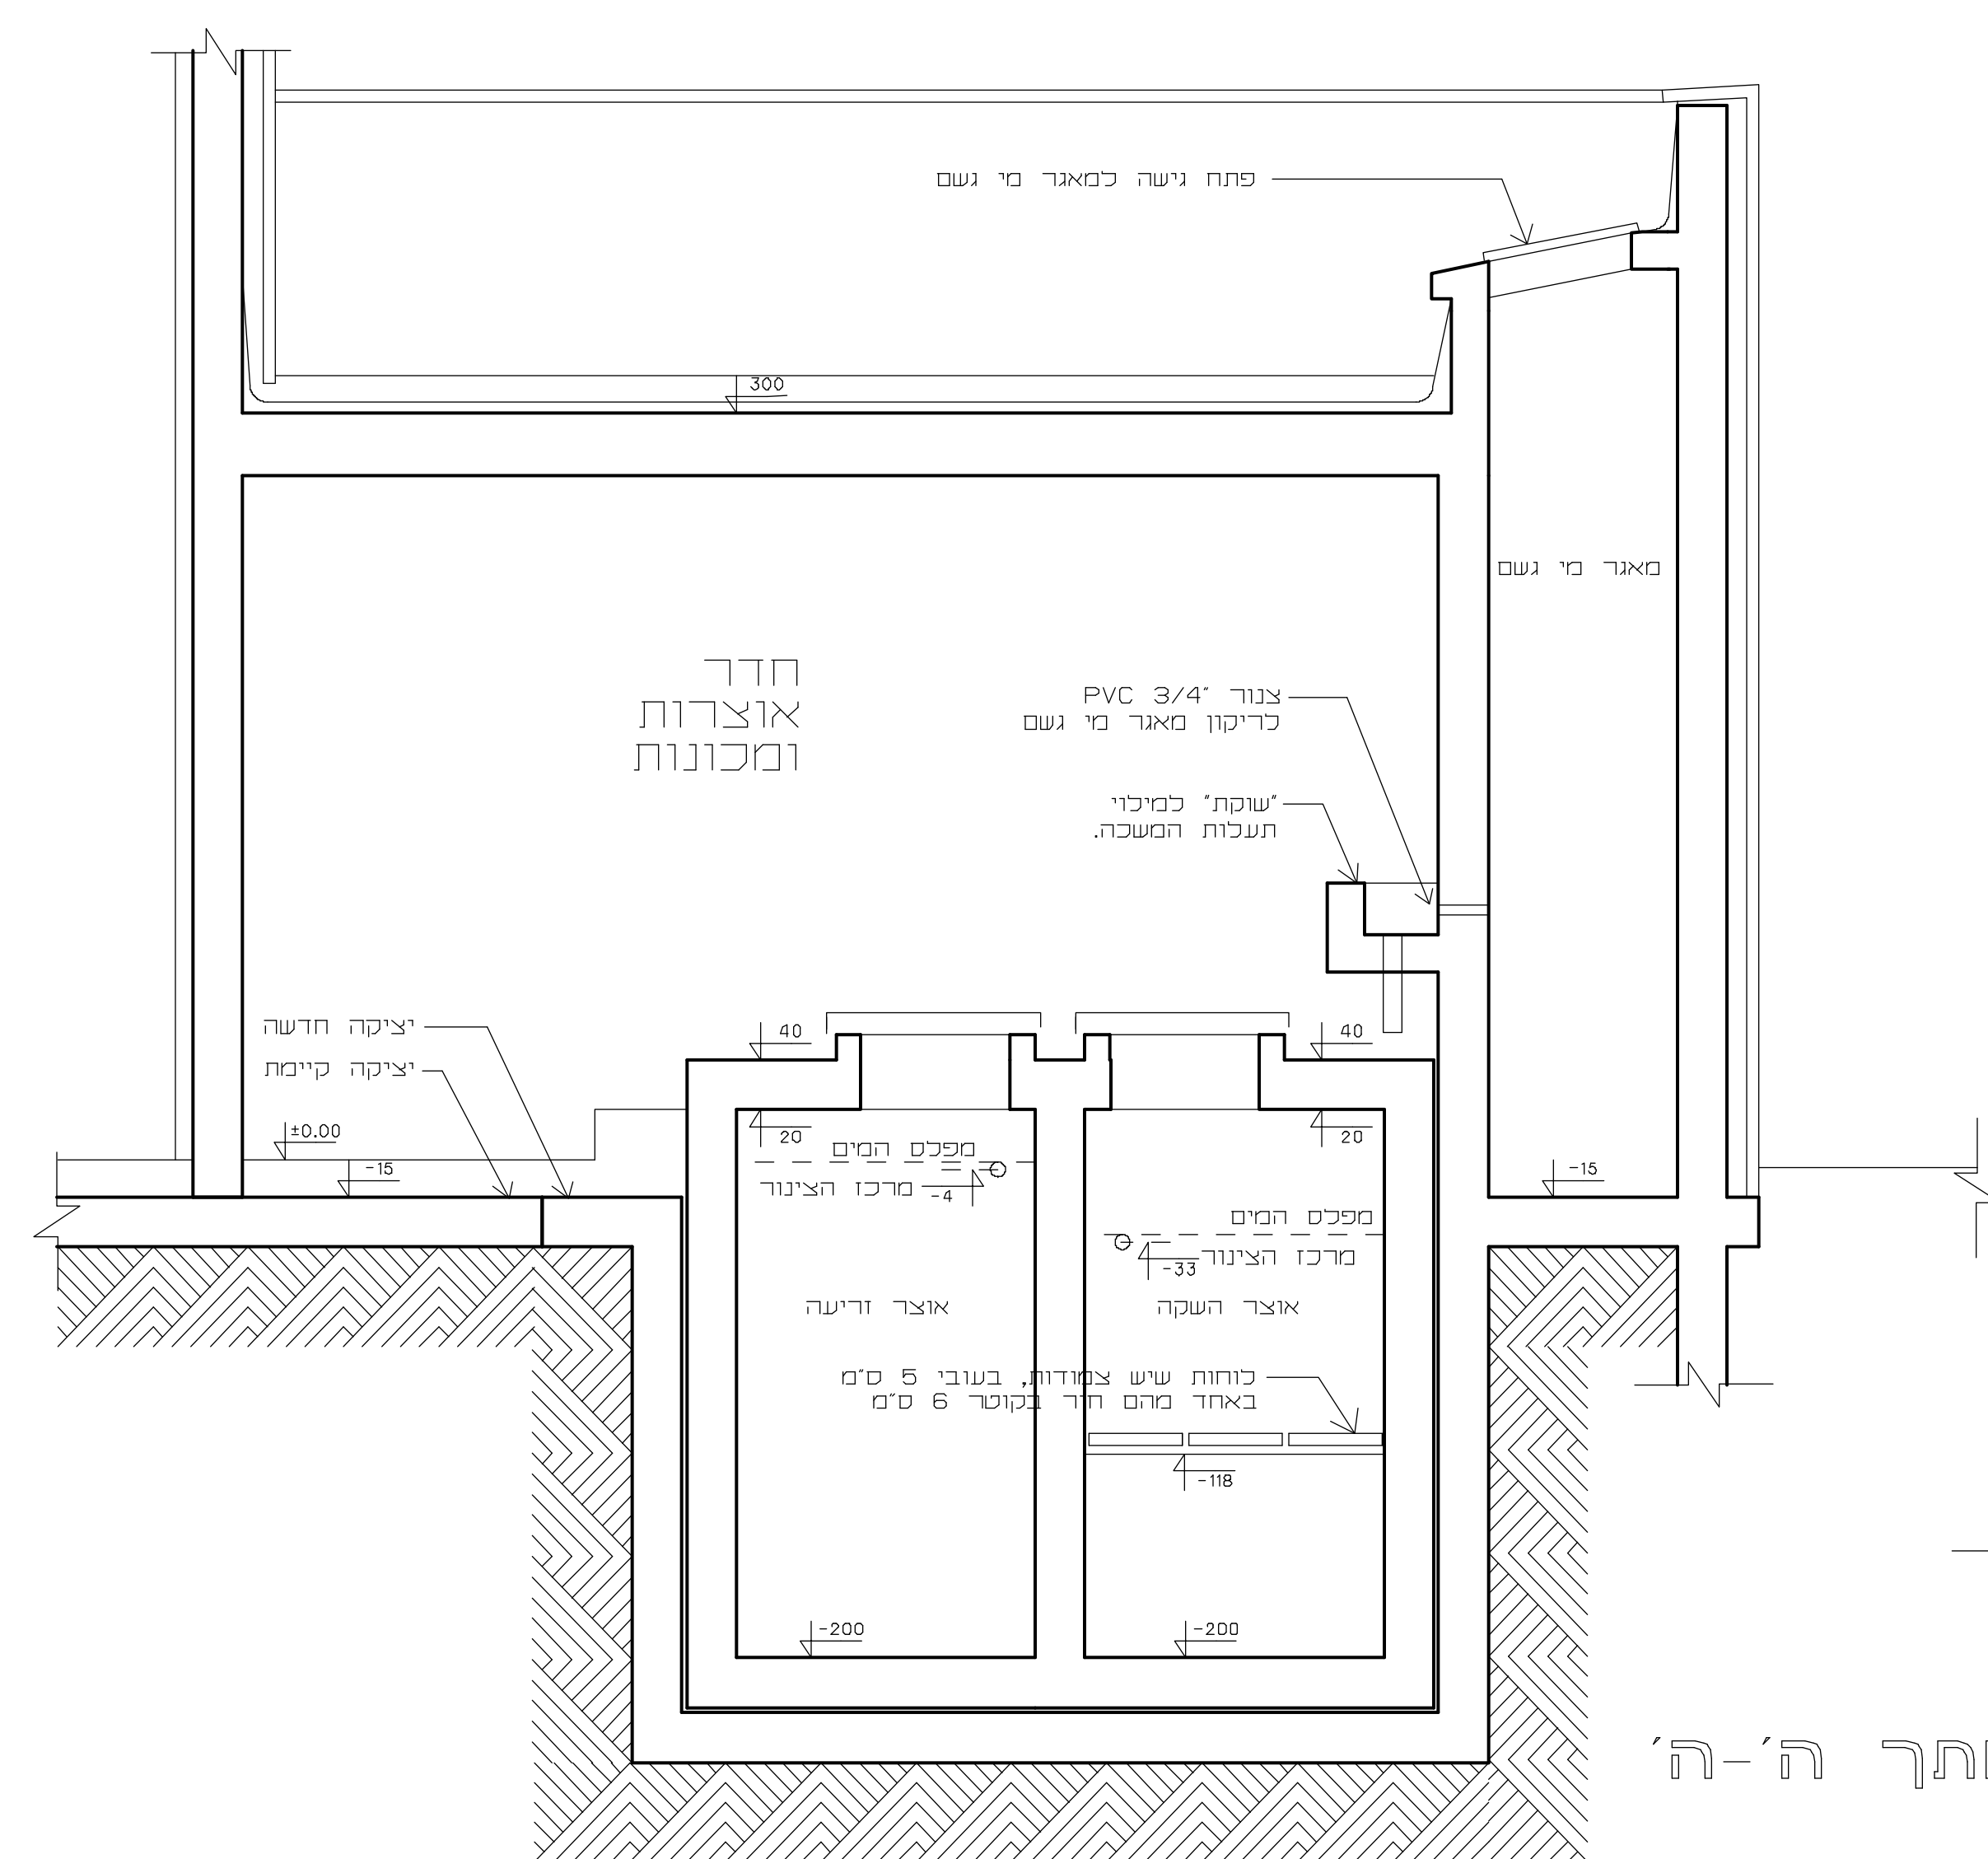 פתח גישה למאגר מי גשם
300
מאגר מי גשם
חדר
אוצרות
ומכונות
צנור "3/4 PVC
לריקון מאגר מי גשם
"שוקת" למילוי
תעלות המשכה.
יציקה חדשה
יציקה קיימת
40
40
±0.00
20
20
-15
-15
מפלס המים
מרכז הצינור
-4
מפלס המים
מרכז הצינור
-33
אוצר זריעה
אוצר השקה
לוחות שיש צמודות, בעובי 5 ס"מ
באחד מהם חור בקוטר 6 ס"מ
-118
-200
-200
חתך ה'-ה'